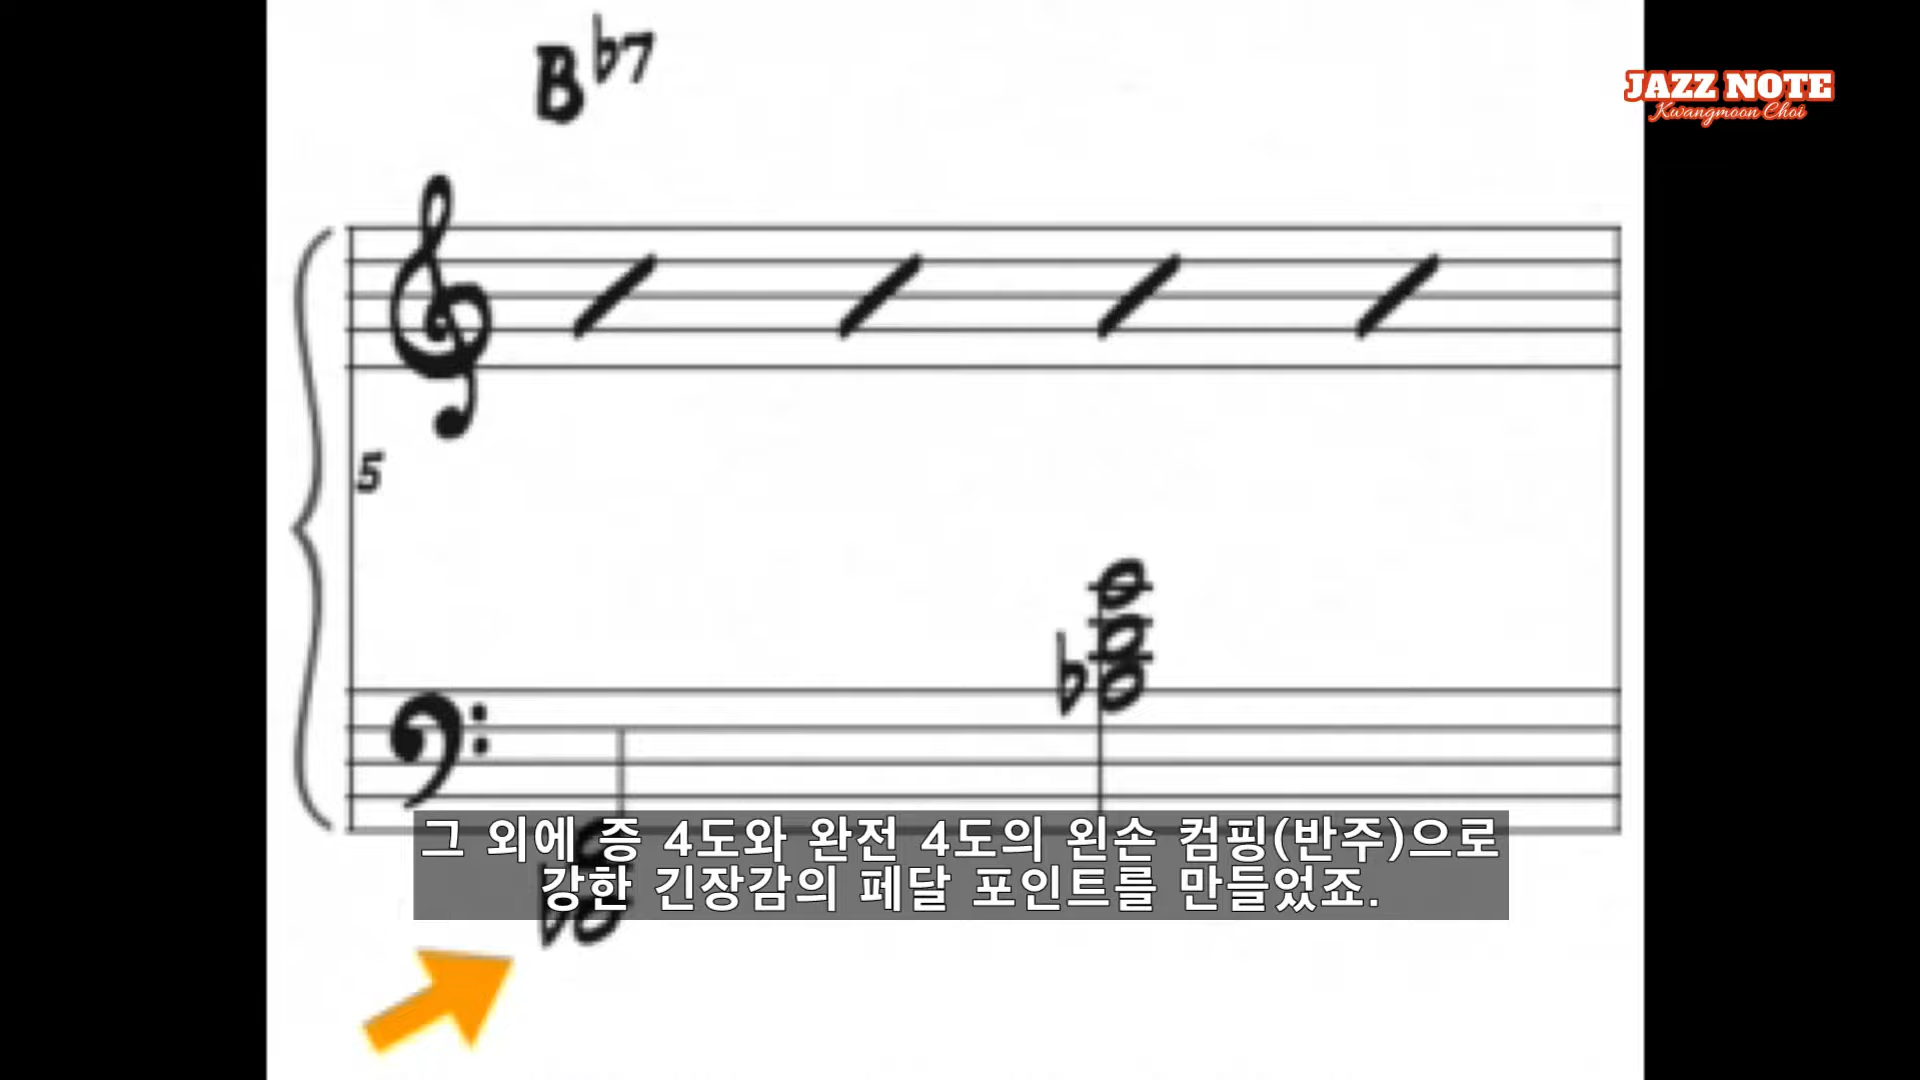 B♭7
JAZZ NOTE
Kwangmoon Choi
5
그 외에 증 4도와 완전 4도의 왼손 컴핑(반주)으로
강한 긴장감의 페달 포인트를 만들었죠.